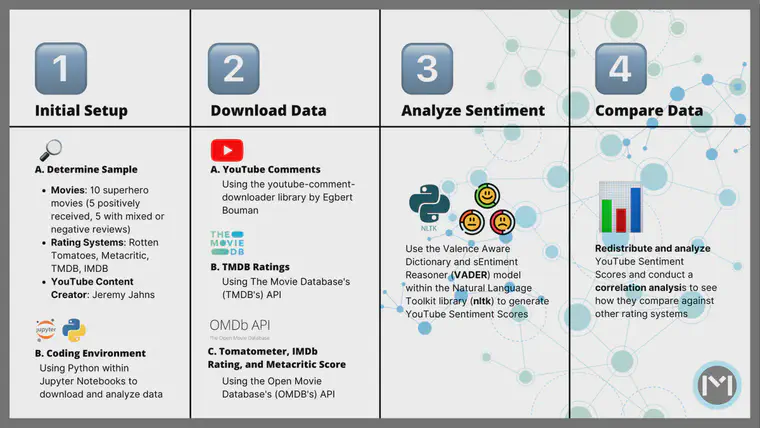 1
Initial Setup
A. Determine Sample
• Movies: 10 superhero
movies (5 positively
received, 5 with mixed or
negative reviews)
• Rating Systems: Rotten
Tomatoes, Metacritic,
TMDB, IMDB
• YouTube Content
Creator: Jeremy Jahns
jupyter
B. Coding Environment
Using Python within
Jupyter Notebooks to
download and analyze data
2
Download Data
A. YouTube Comments
Using the youtube-comment-
downloader library by Egbert
Bouman
THE
MOVIE
DB
B. TMDB Ratings
Using The Movie Database's
(TMDB's) API
OMDb API
The Open Movie Database
C. Tomatometer, IMDb
Rating, and Metacritic Score
Using the Open Movie
Database's (OMDB's) API
3
Analyze Sentiment
NLTK
Use the Valence Aware
Dictionary and sEntiment
Reasoner (VADER) model
within the Natural Language
Toolkit library (nltk) to generate
YouTube Sentiment Scores
4
Compare Data
Redistribute and analyze
YouTube Sentiment
Scores and conduct a
correlation analysis to see
how they compare against
other rating systems
M